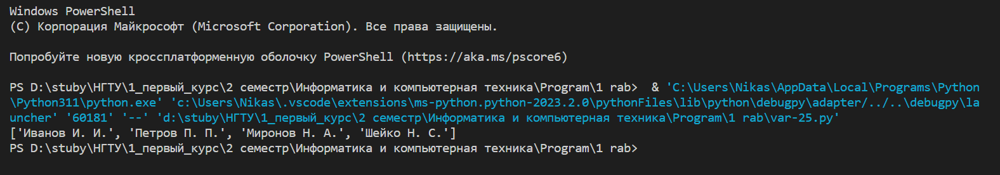 Windows PowerShell
(C) Корпорация Майкрософт (Microsoft Corporation). Все права защищены.
Попробуйте новую кроссплатформенную оболочку PowerShell (https://aka.ms/pscore6)
PS D:\stuby\НГТУ\1_первый_курс\2 семестр\Информатика и компьютерная техника\Program\1 rab>  & 'C:\Users\Nikas\AppData\Local\Programs\Python
\Python311\python.exe' 'c:\Users\Nikas\.vscode\extensions\ms-python.python-2023.2.0\pythonFiles\lib\python\debugpy\adapter/../..\debugpy\la
uncher' '60181' '--' 'd:\stuby\НГТУ\1_первый_курс\2 семестр\Информатика и компьютерная техника\Program\1 rab\var-25.py'
['Иванов И. И.', 'Петров П. П.', 'Миронов Н. А.', 'Шейко Н. С.']
PS D:\stuby\НГТУ\1_первый_курс\2 семестр\Информатика и компьютерная техника\Program\1 rab>